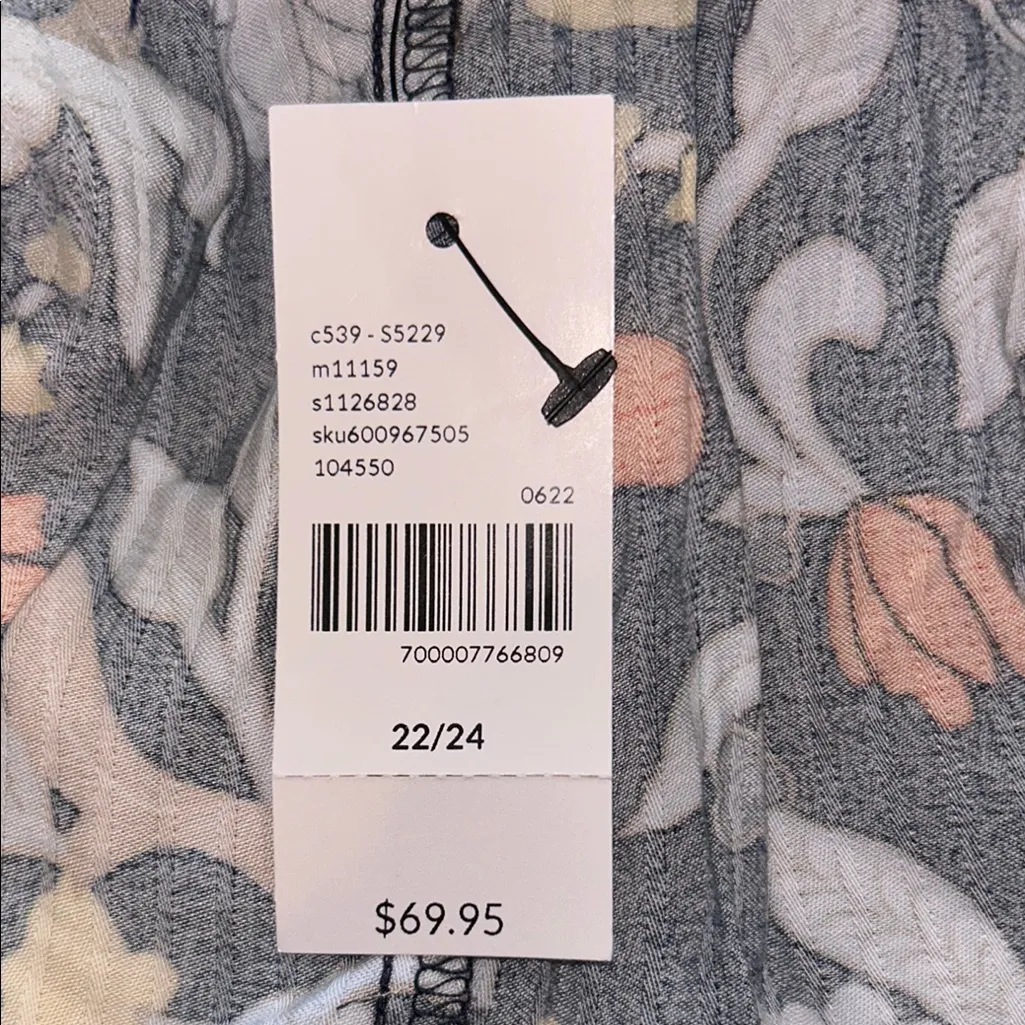 c539 - S5229
m11159
s1126828
sku600967505
104550
0622
700007766809
22/24
$69.95